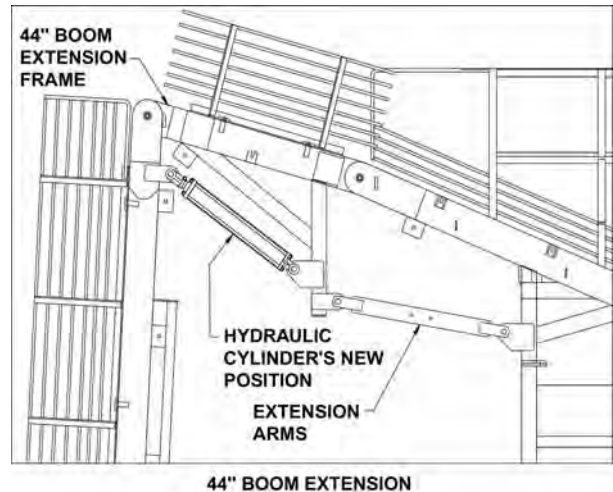 44" BOOM
EXTENSION
FRAME
HYDRAULIC
CYLINDER'S NEW
POSITION
EXTENSION
ARMS
44" BOOM EXTENSION